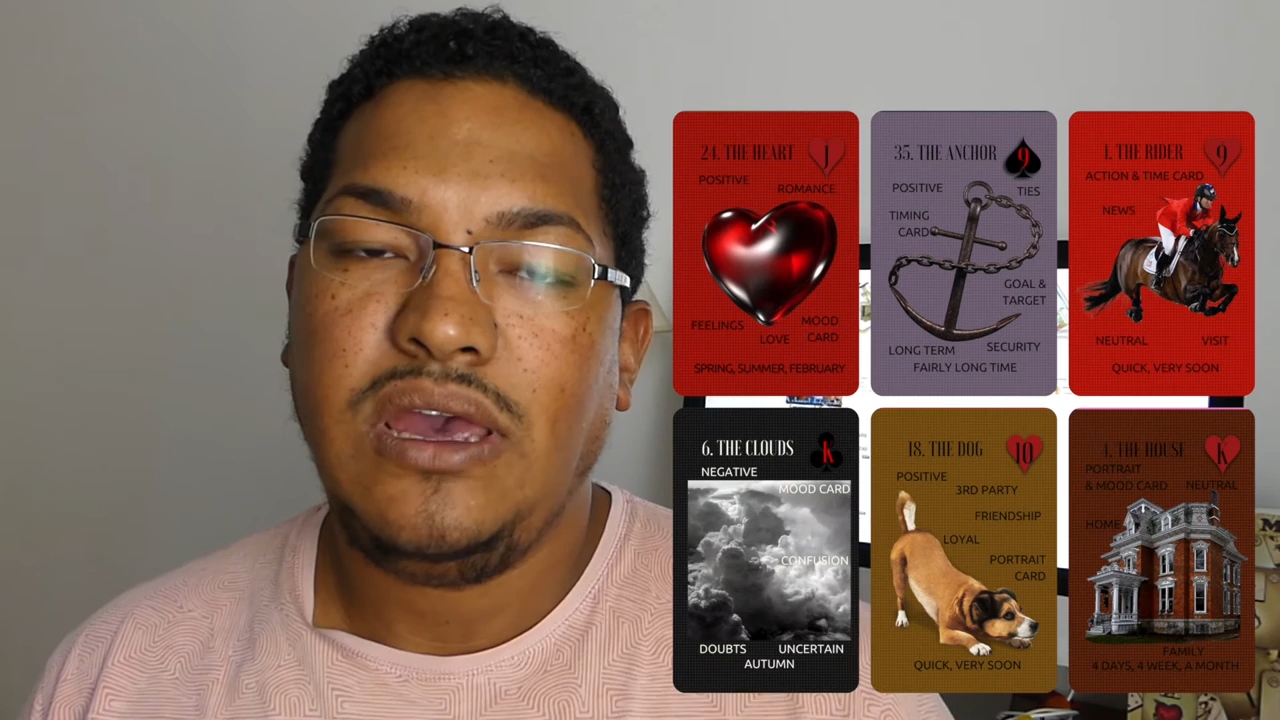 24. THE HEART J
POSITIVE
ROMANCE
FEELINGS
MOOD
CARD
LOVE
SPRING, SUMMER, FEBRUARY
35. THE ANCHOR 9
POSITIVE
TIES
TIMING
CARD
GOAL &
TARGET
LONG TERM
SECURITY
FAIRLY LONG TIME
1. THE RIDER 9
ACTION & TIME CARD
NEWS
NEUTRAL
VISIT
QUICK, VERY SOON
6. THE CLOUDS K
NEGATIVE
MOOD CARD
CONFUSION
DOUBTS
UNCERTAIN
AUTUMN
18. THE DOG 10
POSITIVE
3RD PARTY
FRIENDSHIP
LOYAL
PORTRAIT
CARD
QUICK, VERY SOON
4. THE HOUSE K
PORTRAIT
& MOOD CARD
NEUTRAL
HOME
FAMILY
4 DAYS, 4 WEEK, A MONTH